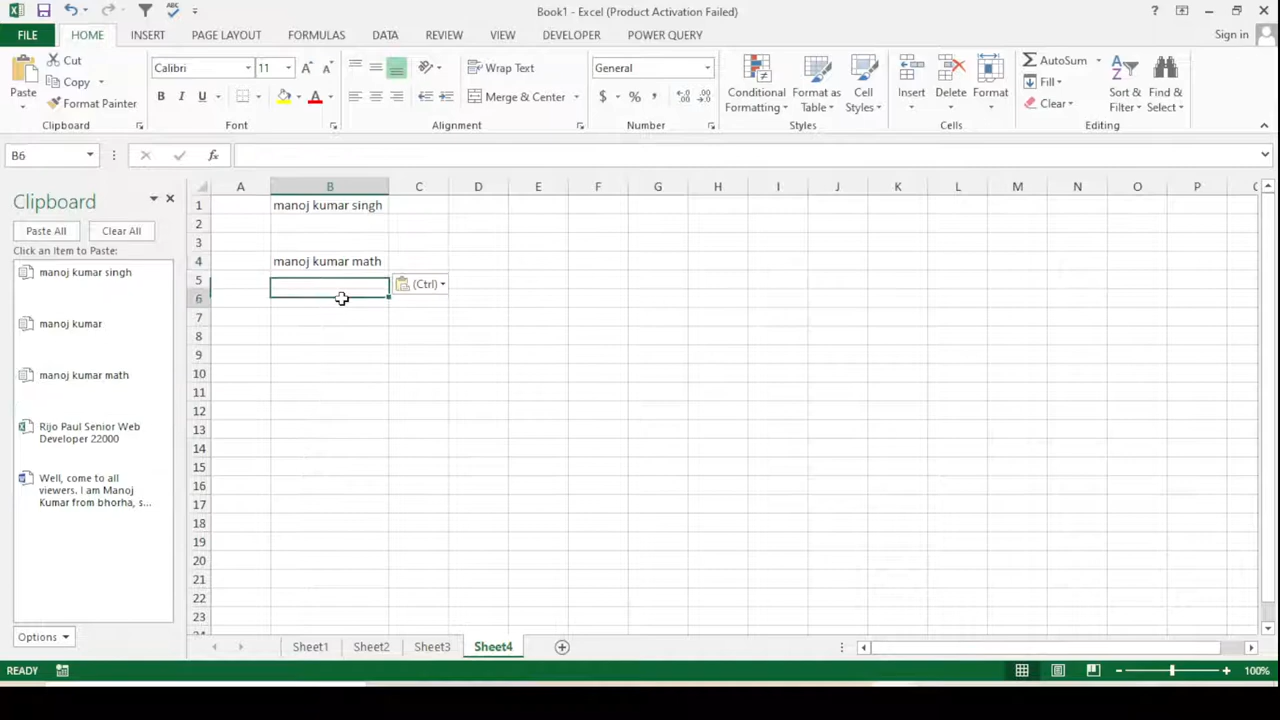 Book1 - Excel (Product Activation Failed)
?
FILE HOME INSERT PAGE LAYOUT FORMULAS DATA REVIEW VIEW DEVELOPER POWER QUERY Sign in
Paste
Cut
Copy
Format Painter
Clipboard
Calibri 11
B I U
Font
Wrap Text
Merge & Center
Alignment
General
$ % ,
Number
Conditional Formatting
Format as Table
Cell Styles
Styles
Insert
Delete
Format
Cells
AutoSum
Fill
Clear
Sort & Filter
Find & Select
Editing
B6
fx
Clipboard
Paste All Clear All
Click an Item to Paste:
manoj kumar singh
manoj kumar
manoj kumar math
Rijo Paul Senior Web
Developer 22000
Well, come to all
viewers. I am Manoj
Kumar from bhorha, s...
Options
A B C D E F G H I J K L M N O P
1 manoj kumar singh
2
3
4 manoj kumar math
5 (Ctrl)
6
7
8
9
10
11
12
13
14
15
16
17
18
19
20
21
22
23
Sheet1 Sheet2 Sheet3 Sheet4
READY 100%